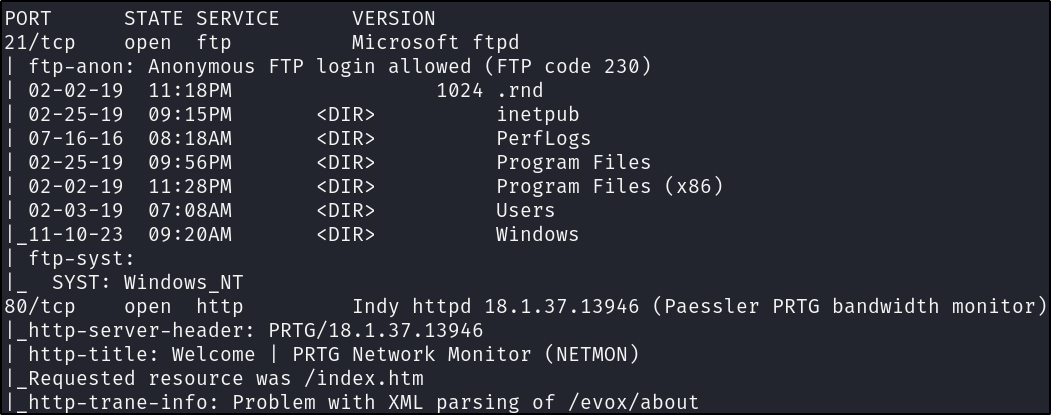 PORT      STATE SERVICE      VERSION
21/tcp    open  ftp          Microsoft ftpd
| ftp-anon: Anonymous FTP login allowed (FTP code 230)
| 02-02-19  11:18PM                 1024 .rnd
| 02-25-19  09:15PM       <DIR>          inetpub
| 07-16-16  08:18AM       <DIR>          PerfLogs
| 02-25-19  09:56PM       <DIR>          Program Files
| 02-02-19  11:28PM       <DIR>          Program Files (x86)
| 02-03-19  07:08AM       <DIR>          Users
|_11-10-23  09:20AM       <DIR>          Windows
| ftp-syst:
|_  SYST: Windows_NT
80/tcp    open  http         Indy httpd 18.1.37.13946 (Paessler PRTG bandwidth monitor)
|_http-server-header: PRTG/18.1.37.13946
| http-title: Welcome | PRTG Network Monitor (NETMON)
|_Requested resource was /index.htm
|_http-trane-info: Problem with XML parsing of /evox/about